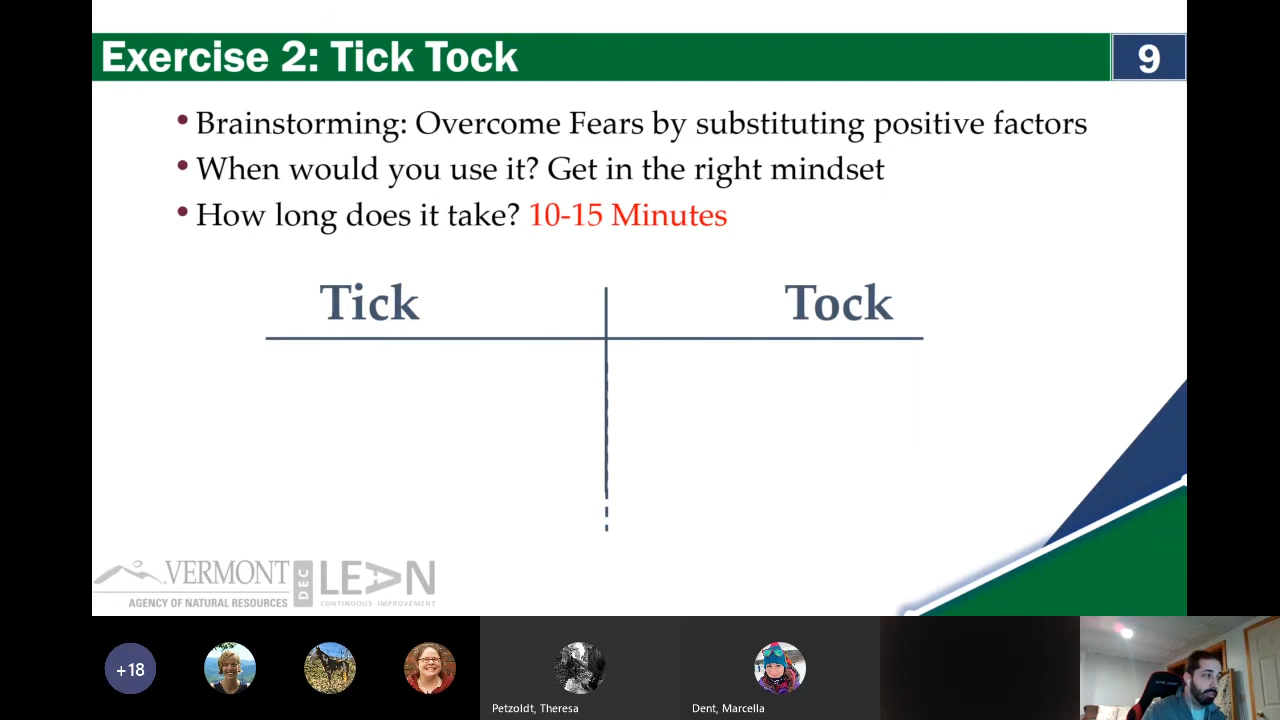 Exercise 2: Tick Tock
9
• Brainstorming: Overcome Fears by substituting positive factors
• When would you use it? Get in the right mindset
• How long does it take? 10-15 Minutes
Tick
Tock
VERMONT
AGENCY OF NATURAL RESOURCES
DEC
LEAN
CONTINUOUS IMPROVEMENT
+18
Petzoldt, Theresa
Dent, Marcella